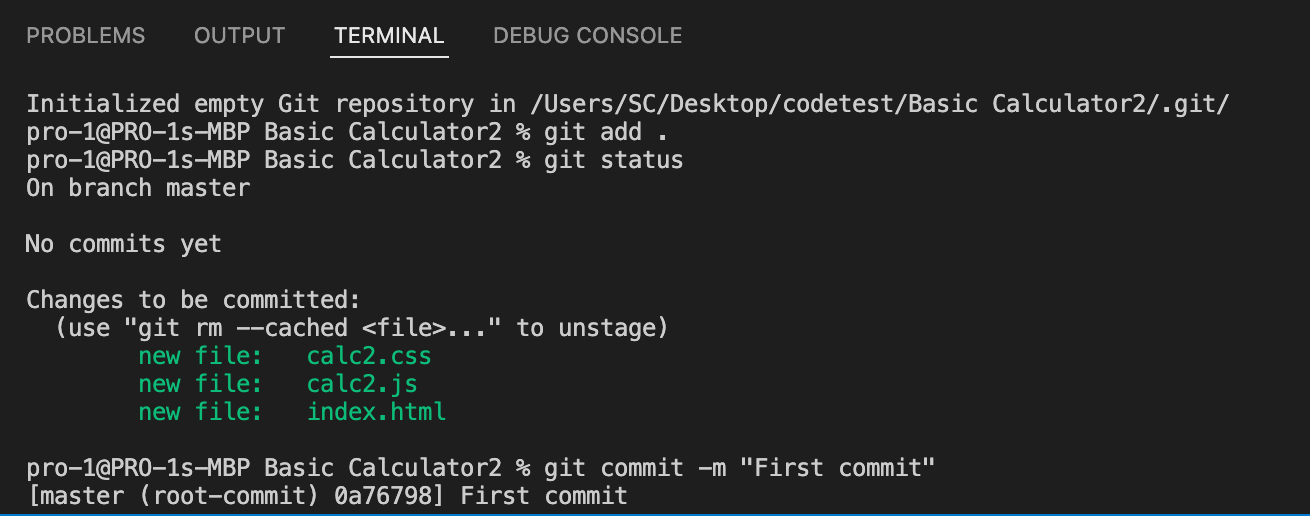 PROBLEMS OUTPUT TERMINAL DEBUG CONSOLE
Initialized empty Git repository in /Users/SC/Desktop/codetest/Basic Calculator2/.git/
pro-1@PRO-1s-MBP Basic Calculator2 % git add .
pro-1@PRO-1s-MBP Basic Calculator2 % git status
On branch master
No commits yet
Changes to be committed:
(use "git rm --cached <file>..." to unstage)
new file: calc2.css
new file: calc2.js
new file: index.html
pro-1@PRO-1s-MBP Basic Calculator2 % git commit -m "First commit"
[master (root-commit) 0a76798] First commit